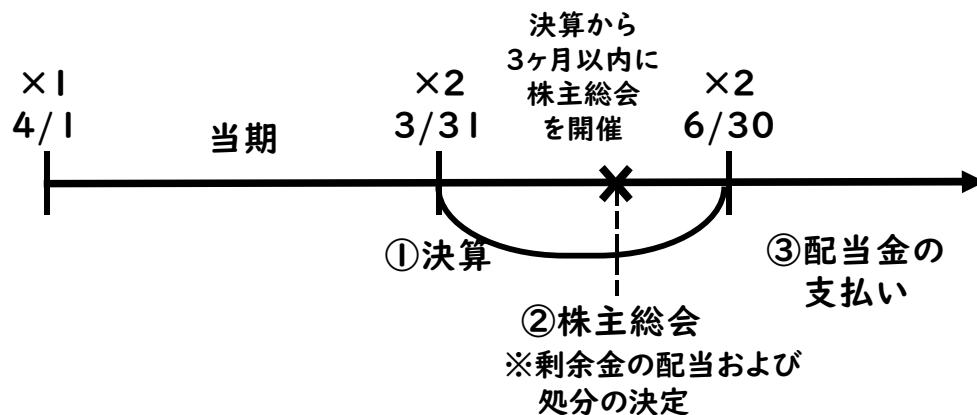 ×1
4/1
当期
×2
3/31
決算から
3ヶ月以内に
株主総会
を開催
×2
6/30
①決算
②株主総会
※剰余金の配当および
処分の決定
③配当金の
支払い